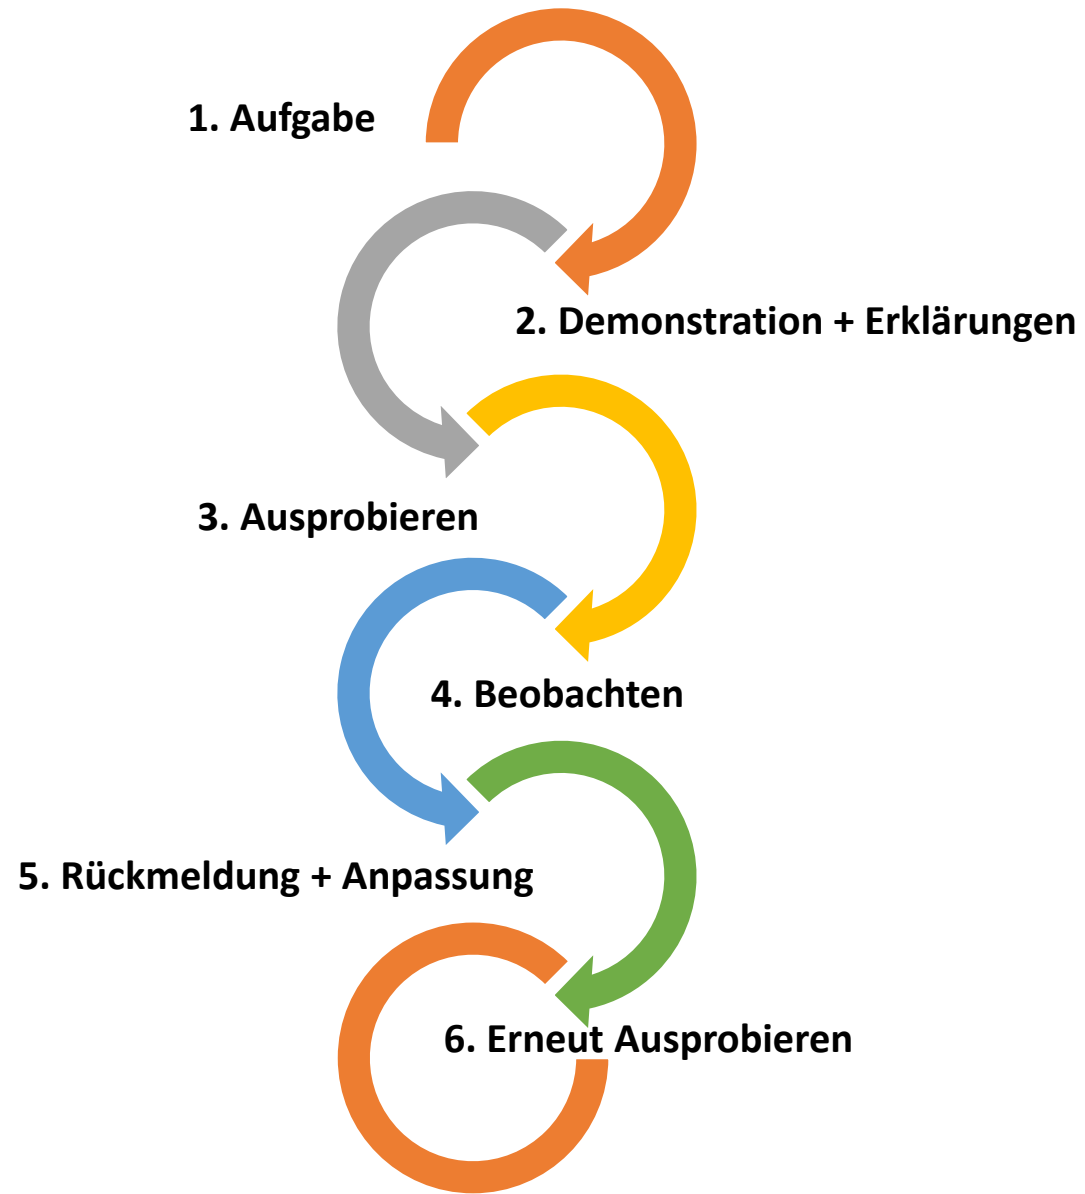 1. Aufgabe
2. Demonstration + Erklärungen
3. Ausprobieren
4. Beobachten
5. Rückmeldung + Anpassung
6. Erneut Ausprobieren